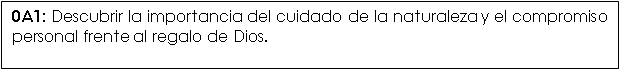 0A1: Descubrir la importancia del cuidado de la naturaleza y el compromiso
personal frente al regalo de Dios.